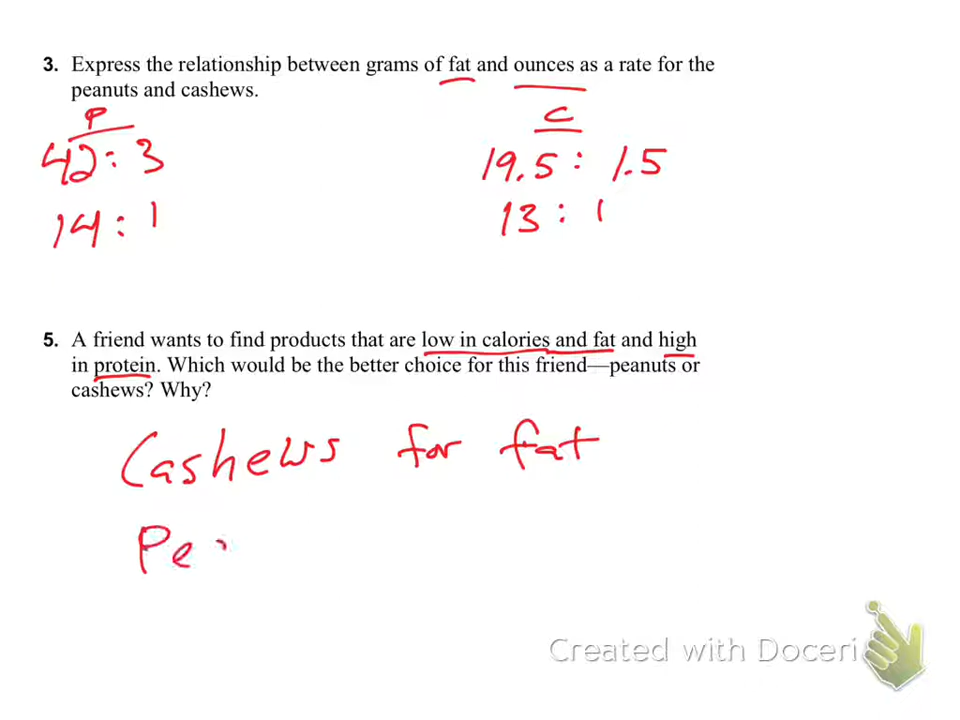 3. Express the relationship between grams of fat and ounces as a rate for the
peanuts and cashews.
P
C
42 : 3
19.5 : 1.5
14 : 1
13 : 1
5. A friend wants to find products that are low in calories and fat and high
in protein. Which would be the better choice for this friend—peanuts or
cashews? Why?
Cashews for fat
Pe
Created with Doceri